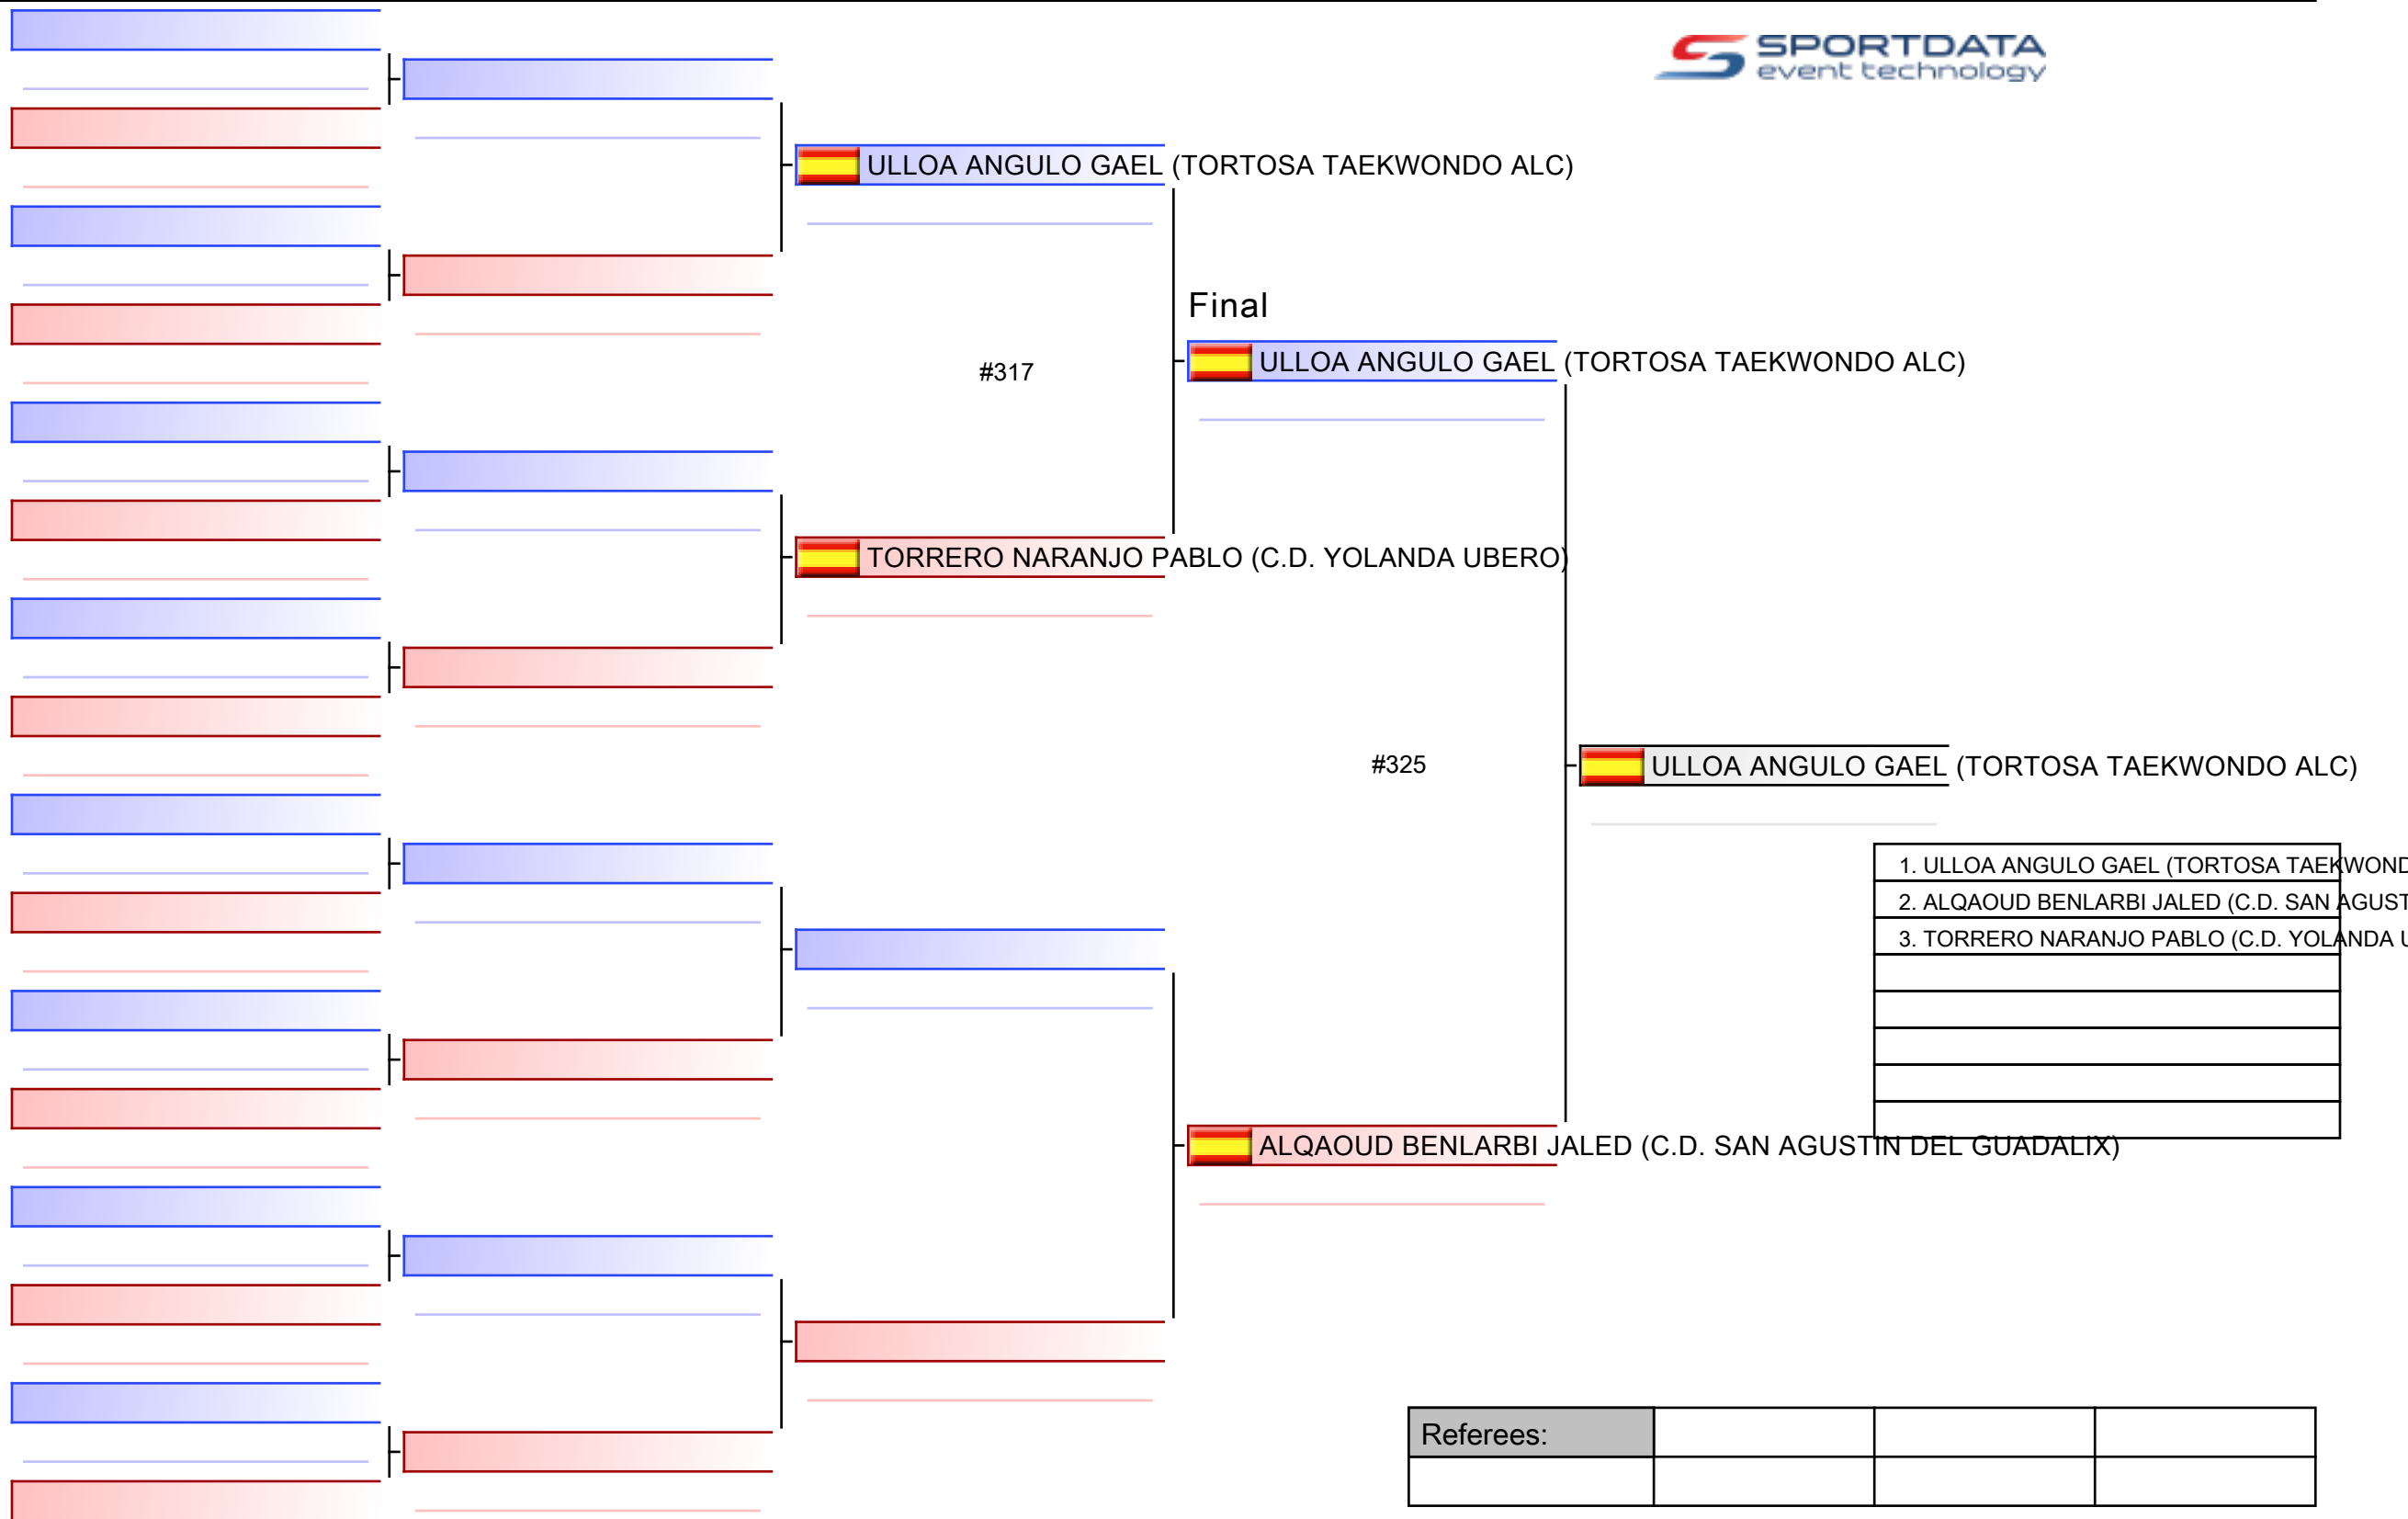 SPORTDATA
event technology
ULLOA ANGULO GAEL (TORTOSA TAEKWONDO ALC)
Final
#317
ULLOA ANGULO GAEL (TORTOSA TAEKWONDO ALC)
TORRERO NARANJO PABLO (C.D. YOLANDA UBERO)
#325
ULLOA ANGULO GAEL (TORTOSA TAEKWONDO ALC)
1. ULLOA ANGULO GAEL (TORTOSA TAEKWOND
2. ALQAOUD BENLARBI JALED (C.D. SAN AGUST
3. TORRERO NARANJO PABLO (C.D. YOLANDA U
ALQAOUD BENLARBI JALED (C.D. SAN AGUSTIN DEL GUADALIX)
Referees: